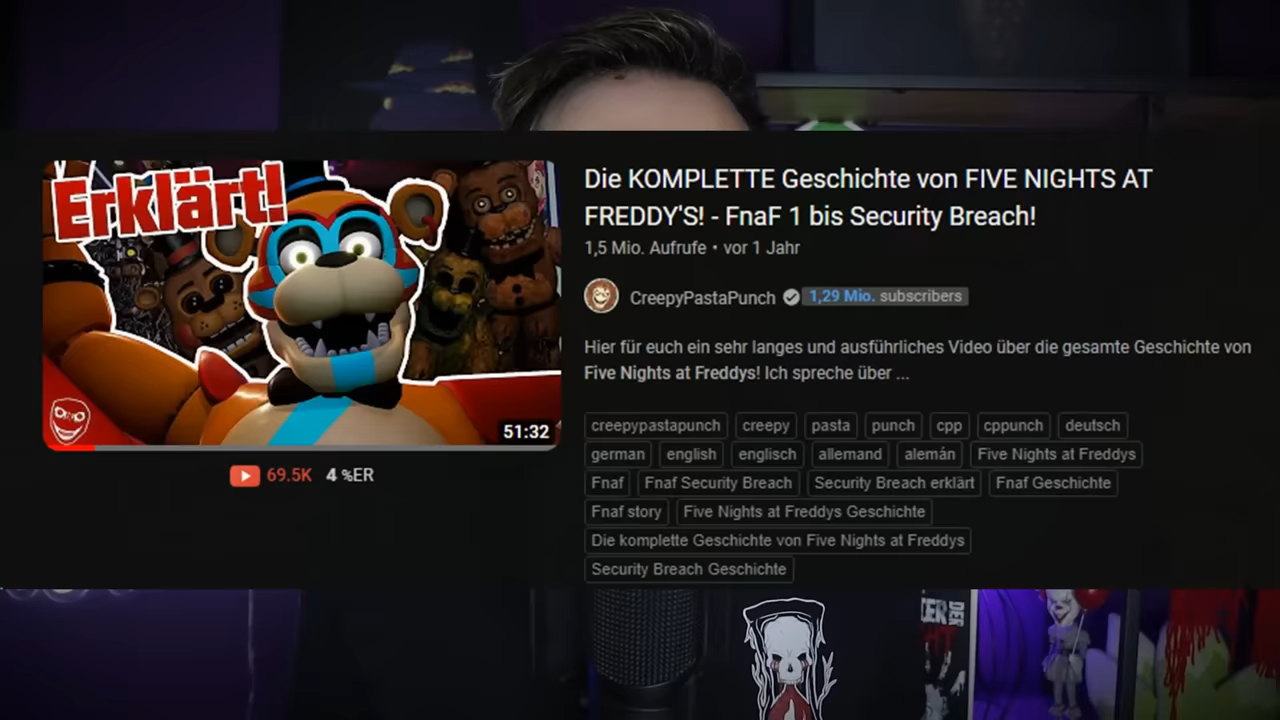 Erklärt!
51:32
69.5K 4 %ER
Die KOMPLETTE Geschichte von FIVE NIGHTS AT
FREDDY'S! - FnaF 1 bis Security Breach!
1,5 Mio. Aufrufe • vor 1 Jahr
CreepyPastaPunch 1,29 Mio. subscribers
Hier für euch ein sehr langes und ausführliches Video über die gesamte Geschichte von
Five Nights at Freddys! Ich spreche über ...
creepypastapunch creepy pasta punch cpp cppunch deutsch
german english englisch allemand alemán Five Nights at Freddys
Fnaf Fnaf Security Breach Security Breach erklärt Fnaf Geschichte
Fnaf story Five Nights at Freddys Geschichte
Die komplette Geschichte von Five Nights at Freddys
Security Breach Geschichte
DER